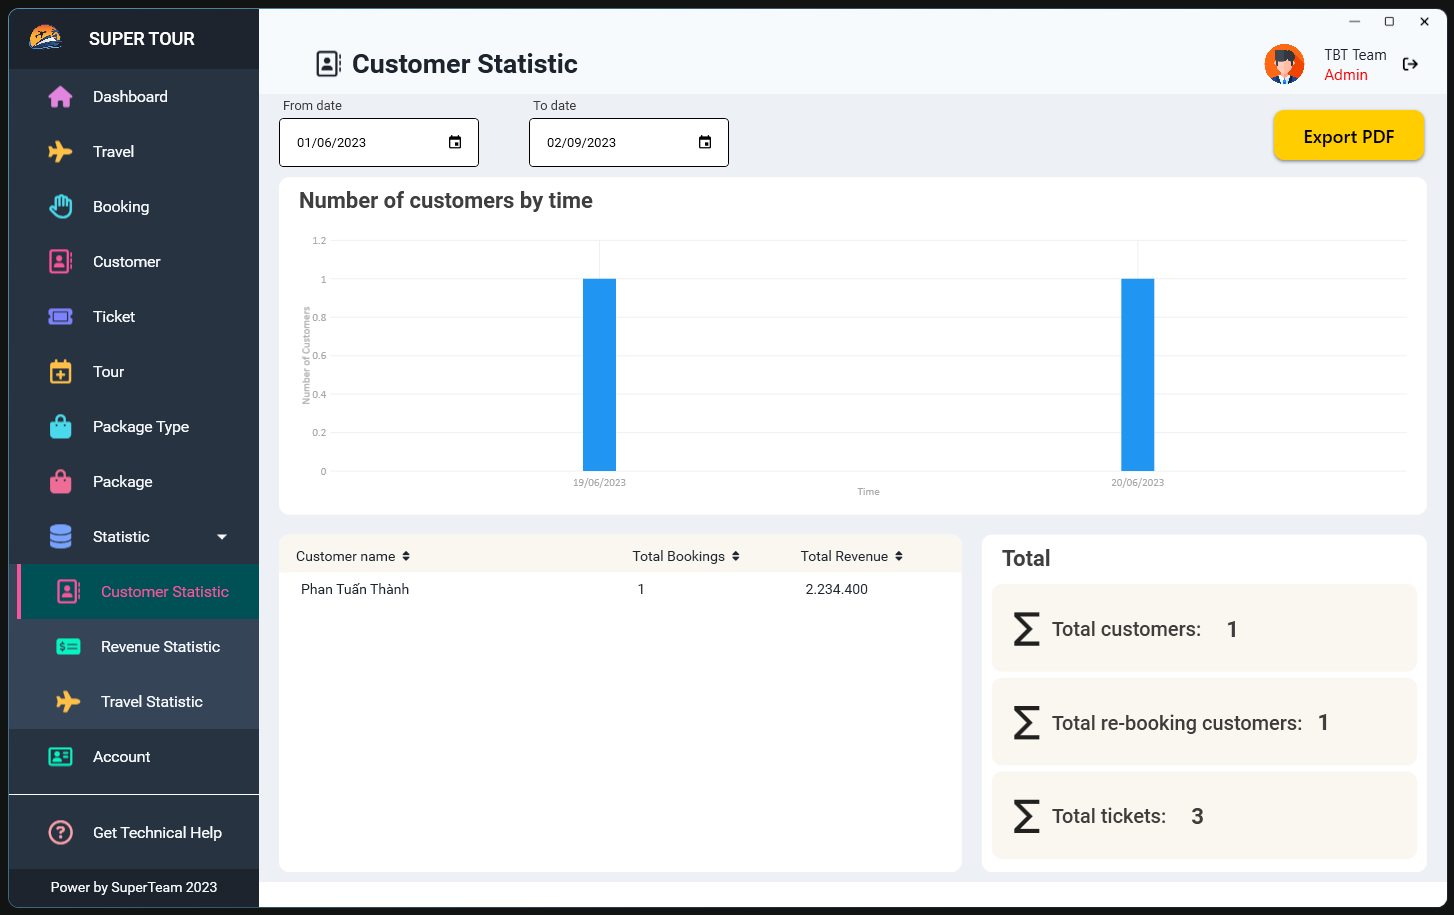 SUPER TOUR
Dashboard
Travel
Booking
Customer
Ticket
Tour
Package Type
Package
Statistic
Customer Statistic
Revenue Statistic
Travel Statistic
Account
Get Technical Help
Power by SuperTeam 2023
Customer Statistic
TBT Team
Admin
From date
To date
01/06/2023
02/09/2023
Export PDF
Number of customers by time
1.2
1
0.8
0.6
0.4
0.2
0
Number of Customers
19/06/2023
20/06/2023
Time
Customer name
Total Bookings
Total Revenue
Phan Tuấn Thành
1
2.234.400
Total
Total customers: 1
Total re-booking customers: 1
Total tickets: 3